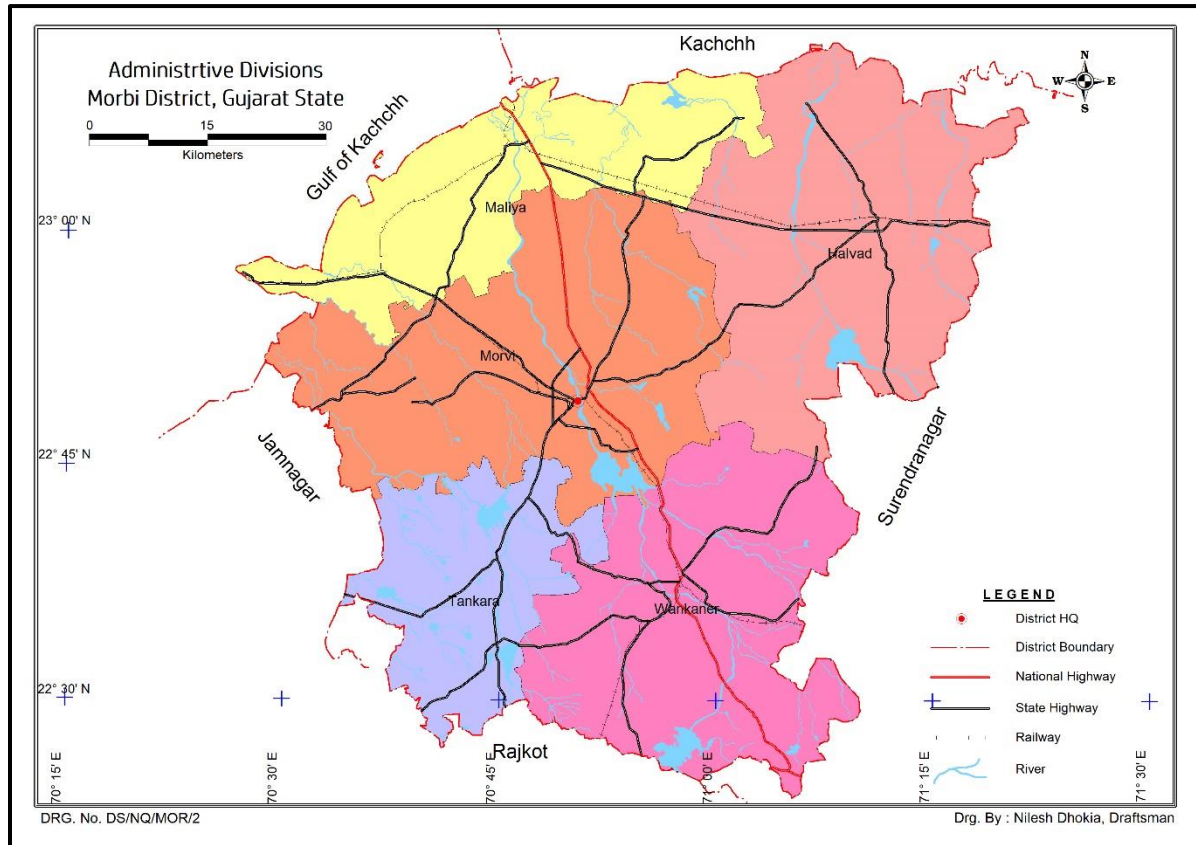 Administrtive Divisions
Morbi District, Gujarat State
0 15 30
Kilometers
Kachchh
N
W E
S
Gulf of Kachchh
23° 00' N
Maliya
Halvad
Morvi
22° 45' N
Jamnagar
Surendranagar
Tankara
Wankaner
22° 30' N
Rajkot
70° 15' E
70° 30' E
70° 45' E
71° 00' E
71° 15' E
71° 30' E
LEGEND
District HQ
District Boundary
National Highway
State Highway
Railway
River
DRG. No. DS/NQ/MOR/2
Drg. By : Nilesh Dhokia, Draftsman